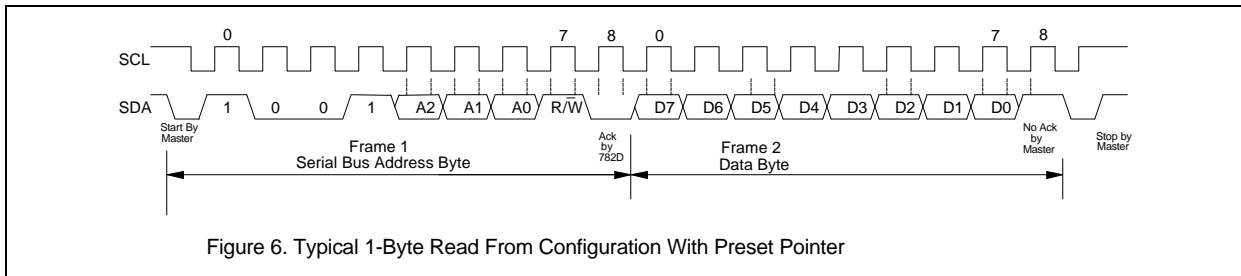 0 7 8 0 7 8
SCL
SDA 1 0 0 1 A2 A1 A0 R/W̅ D7 D6 D5 D4 D3 D2 D1 D0
Start By
Master
Ack
by
782D
No Ack
by
Master
Stop by
Master
Frame 1
Serial Bus Address Byte
Frame 2
Data Byte
Figure 6. Typical 1-Byte Read From Configuration With Preset Pointer